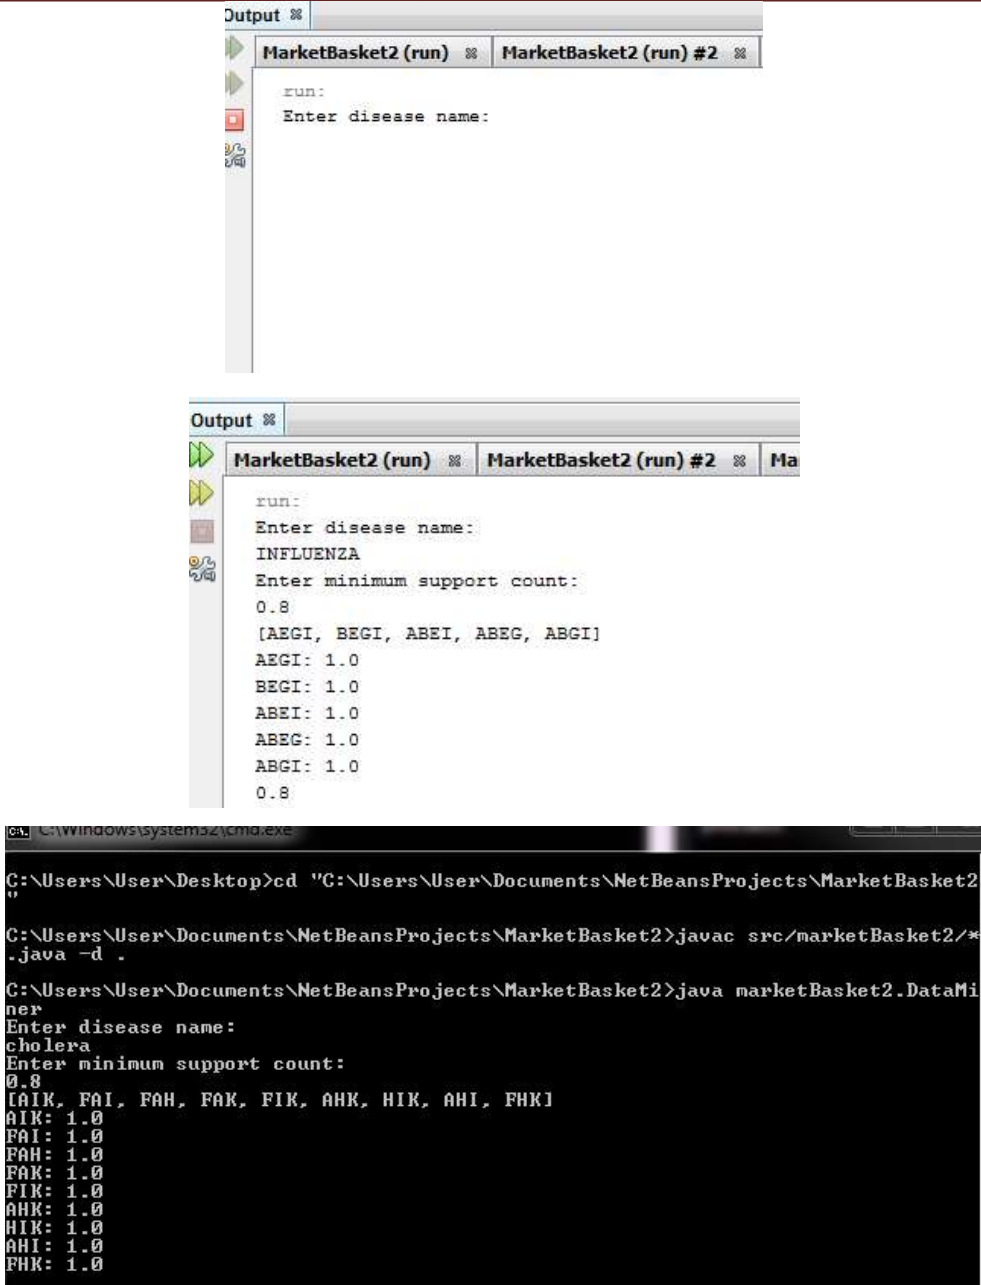 Output
MarketBasket2 (run) MarketBasket2 (run) #2
run:
Enter disease name:
Output
MarketBasket2 (run) MarketBasket2 (run) #2 Ma
run:
Enter disease name:
INFLUENZA
Enter minimum support count:
0.8
[AEGI, BEGI, ABEI, ABEG, ABGI]
AEGI: 1.0
BEGI: 1.0
ABEI: 1.0
ABEG: 1.0
ABGI: 1.0
0.8
C:\Windows\system32\cmd.exe
C:\Users\User\Desktop>cd "C:\Users\User\Documents\NetBeansProjects\MarketBasket2
"
C:\Users\User\Documents\NetBeansProjects\MarketBasket2>javac src/marketBasket2/*
.java -d .
C:\Users\User\Documents\NetBeansProjects\MarketBasket2>java marketBasket2.DataMi
ner
Enter disease name:
cholera
Enter minimum support count:
0.8
[AIK, FAI, FAH, FAK, FIK, AHK, HIK, AHI, FHK]
AIK: 1.0
FAI: 1.0
FAH: 1.0
FAK: 1.0
FIK: 1.0
AHK: 1.0
HIK: 1.0
AHI: 1.0
FHK: 1.0